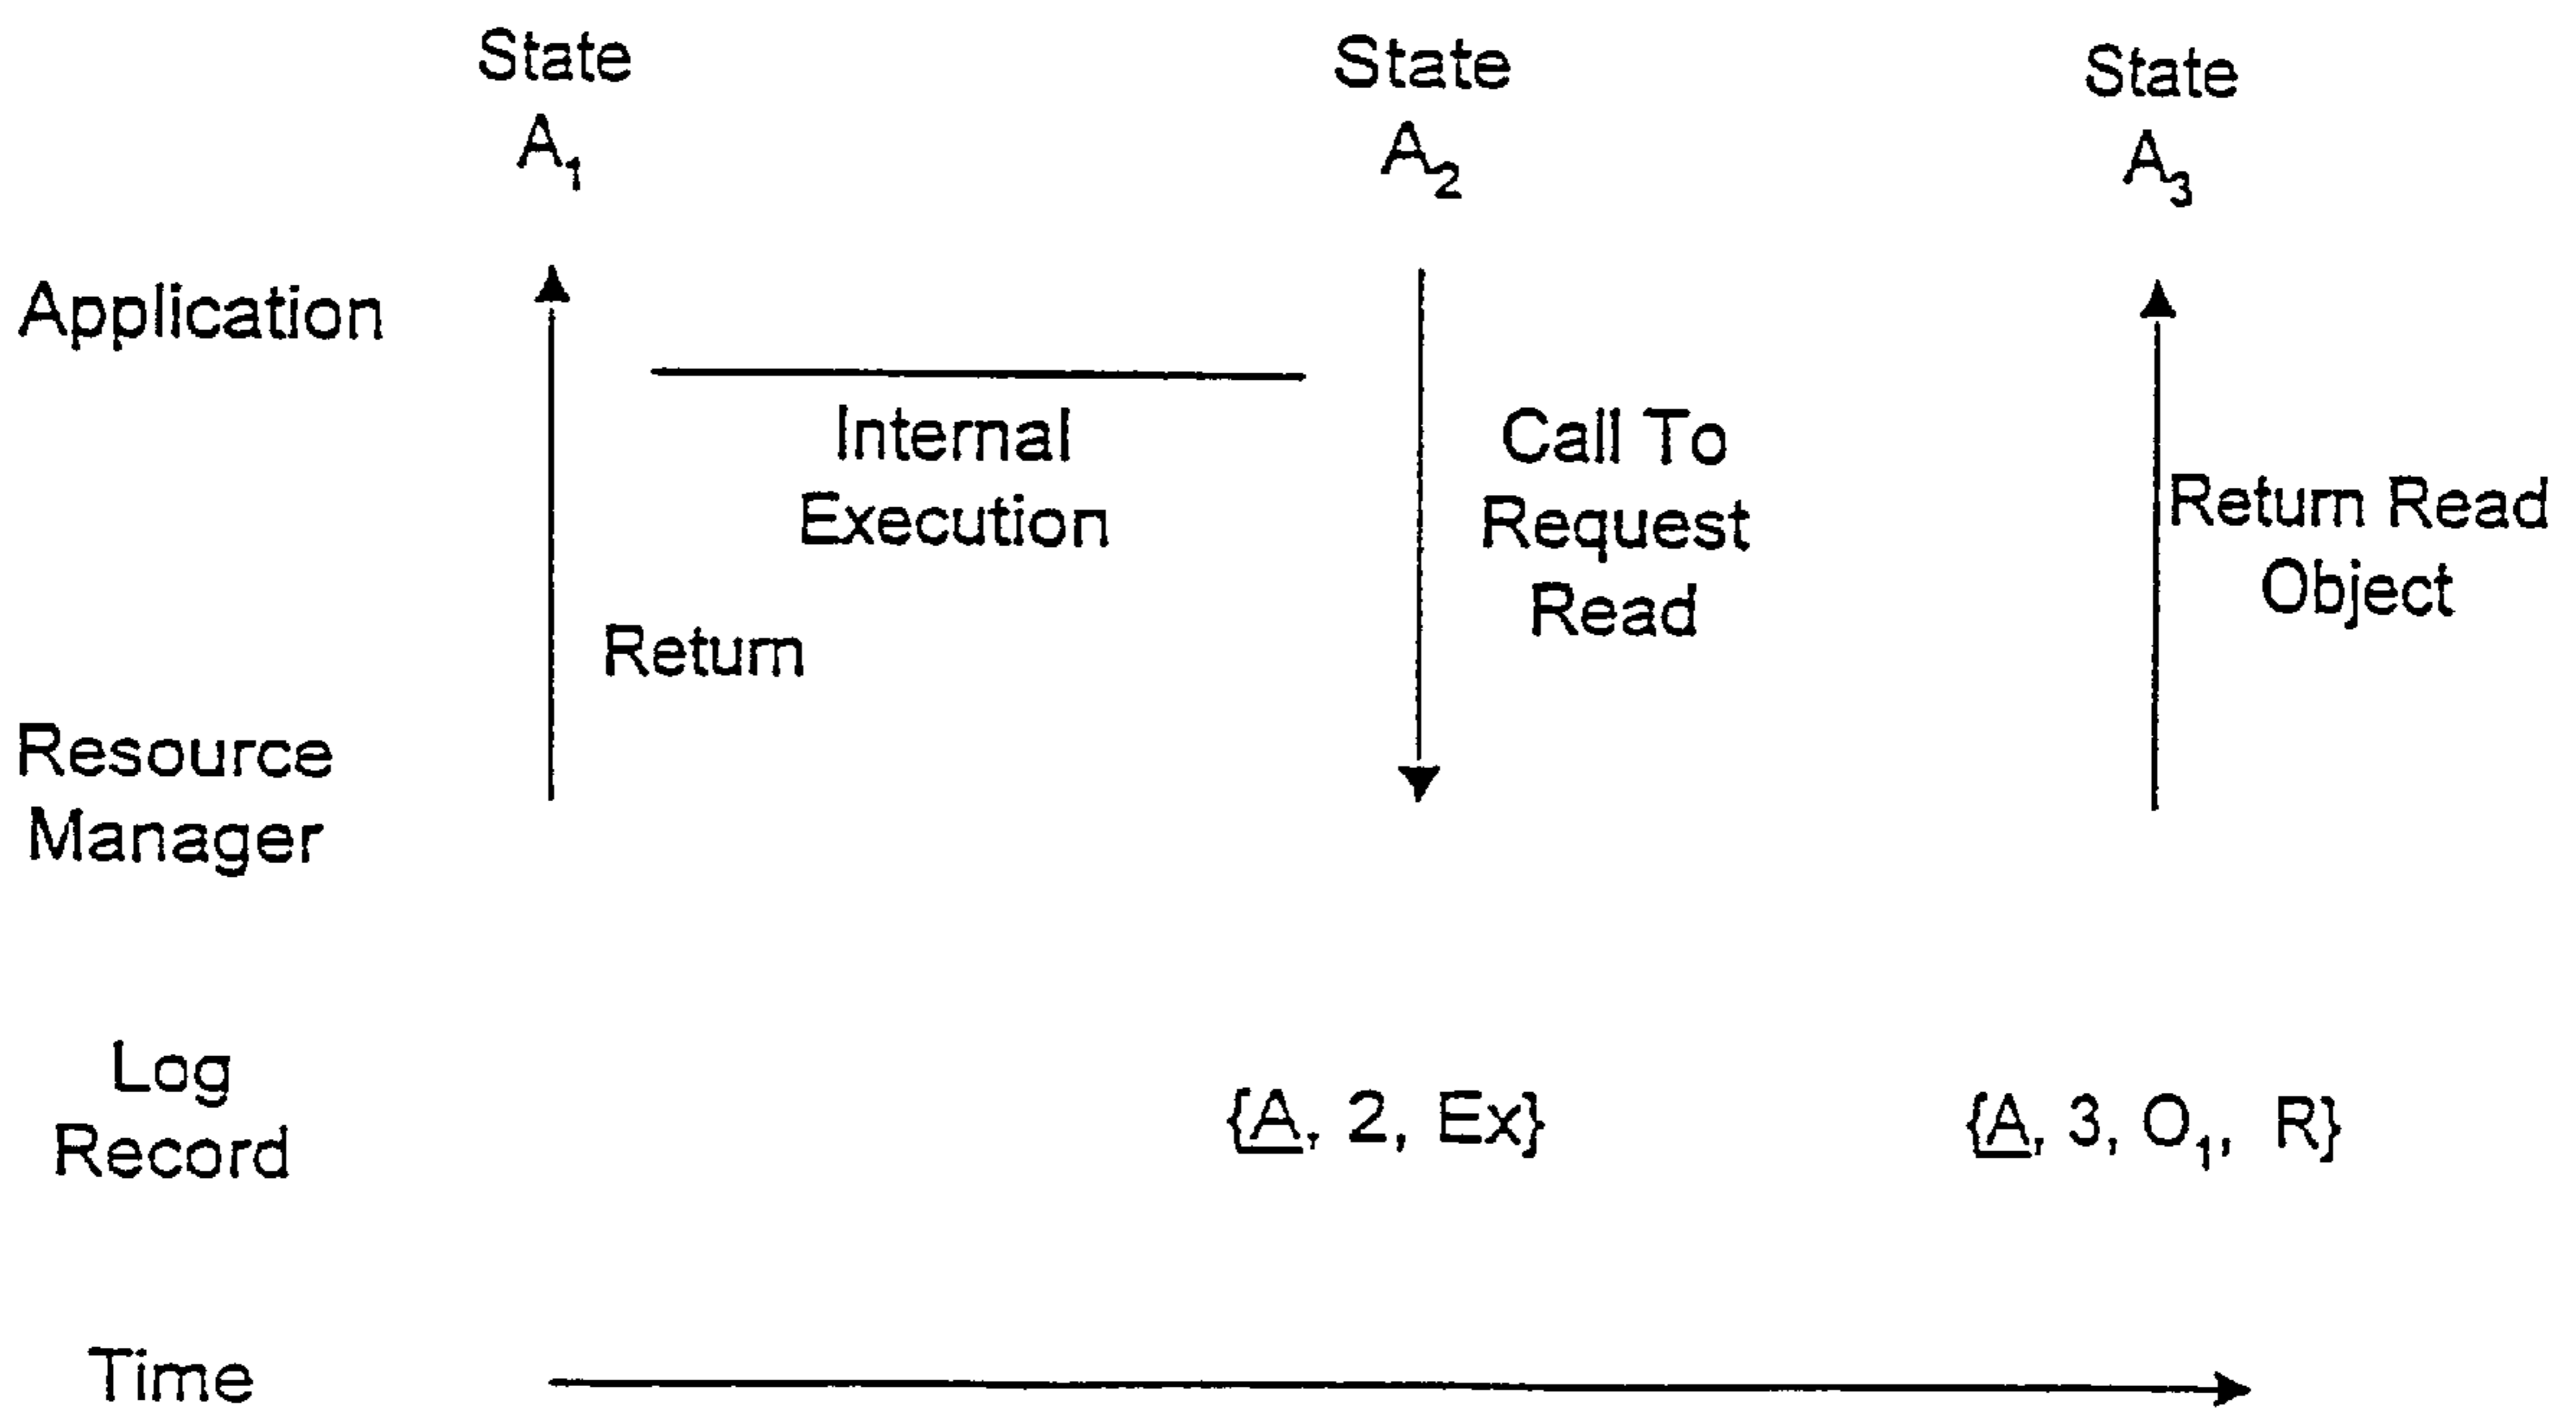 State
A₁
State
A₂
State
A₃
Application
Internal
Execution
Return
Call To
Request
Read
Return Read
Object
Resource
Manager
Log
Record
{A, 2, Ex}
{A, 3, O₁, R}
Time